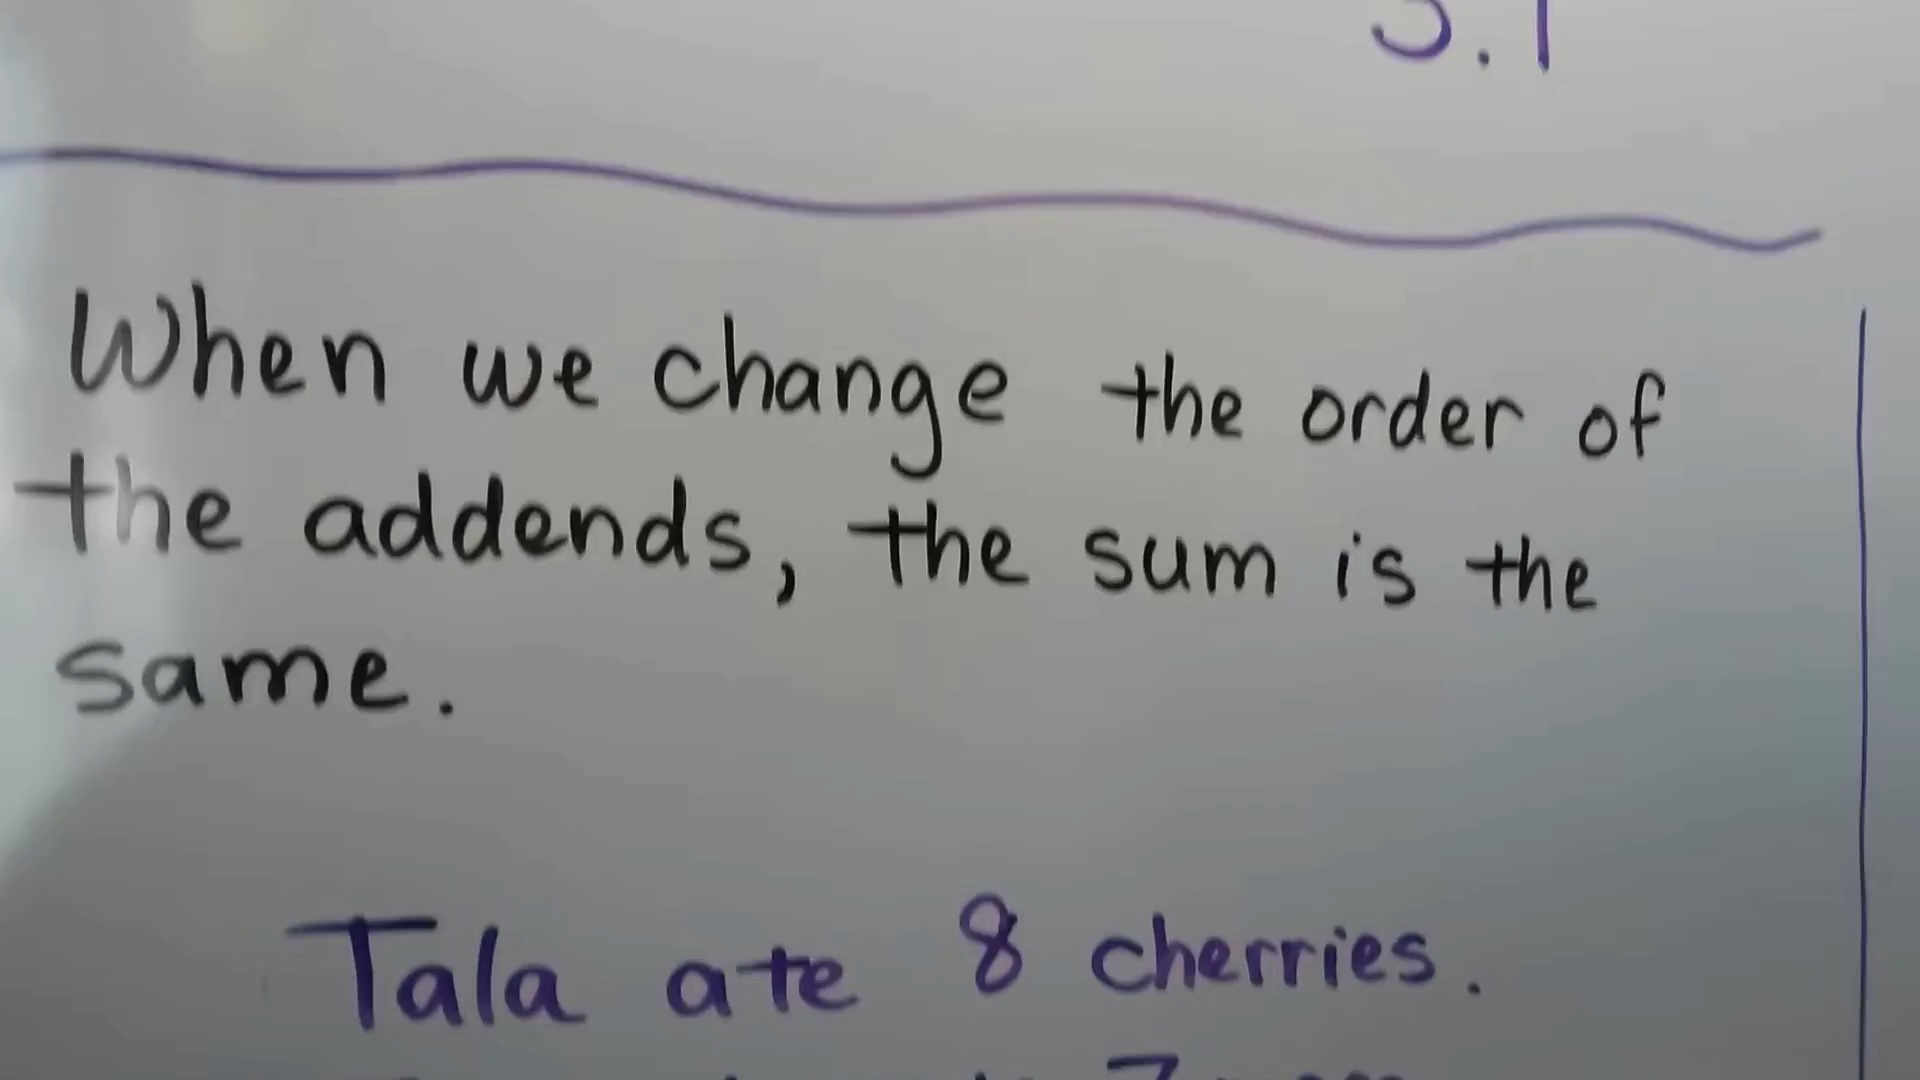 When we change the order of
the addends, the sum is the
same.
Tala ate 8 cherries.